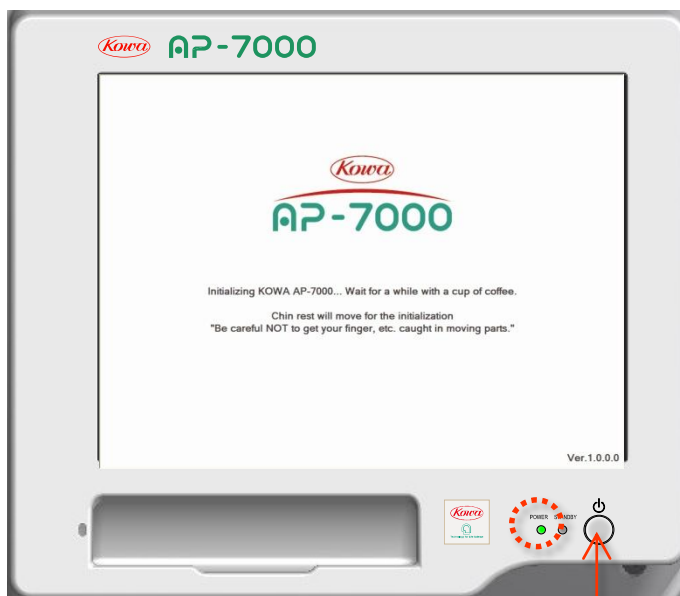 Kowa AP-7000
Kowa
AP-7000
Initializing KOWA AP-7000... Wait for a while with a cup of coffee.
Chin rest will move for the initialization
"Be careful NOT to get your finger, etc. caught in moving parts."
Ver.1.0.0.0
Kowa
POWER STANDBY